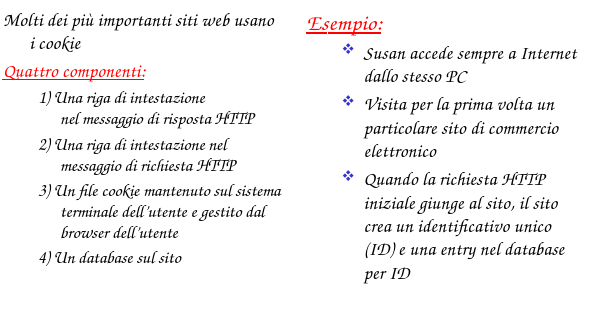 Molti dei più importanti siti web usano
i cookie
Quattro componenti:
1) Una riga di intestazione
nel messaggio di risposta HTTP
2) Una riga di intestazione nel
messaggio di richiesta HTTP
3) Un file cookie mantenuto sul sistema
terminale dell'utente e gestito dal
browser dell'utente
4) Un database sul sito
Esempio:
❖ Susan accede sempre a Internet
dallo stesso PC
❖ Visita per la prima volta un
particolare sito di commercio
elettronico
❖ Quando la richiesta HTTP
iniziale giunge al sito, il sito
crea un identificativo unico
(ID) e una entry nel database
per ID